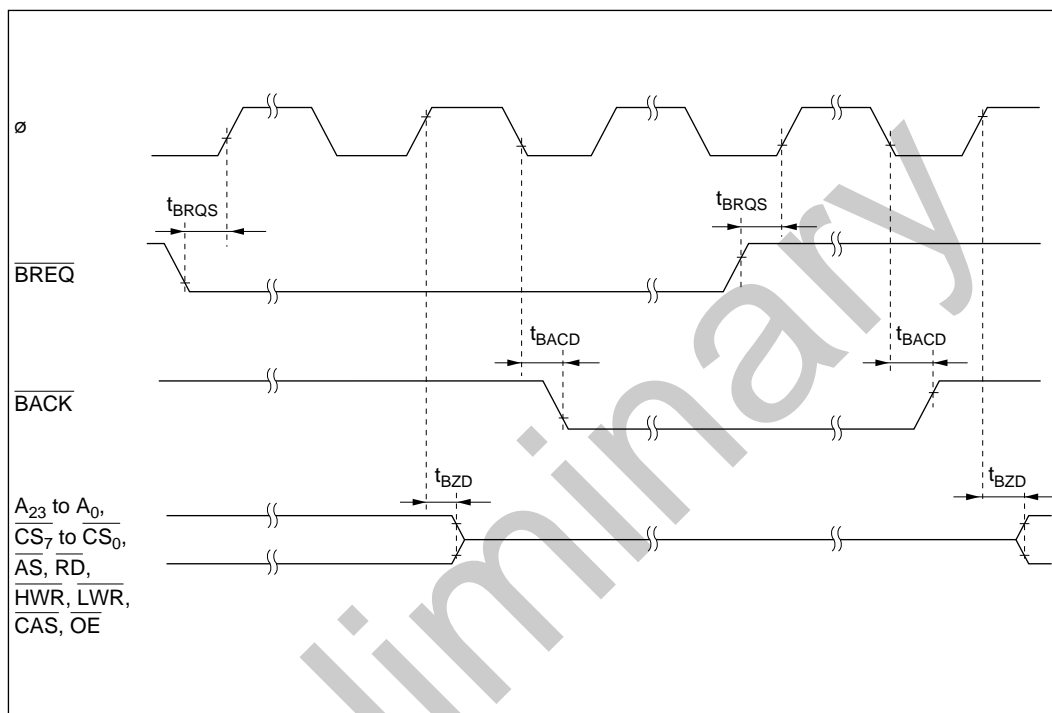 ø
tBRQS
tBRQS
BREQ
tBACD
tBACD
BACK
tBZD
tBZD
A23 to A0,
CS7 to CS0,
AS, RD,
HWR, LWR,
CAS, OE
liminary